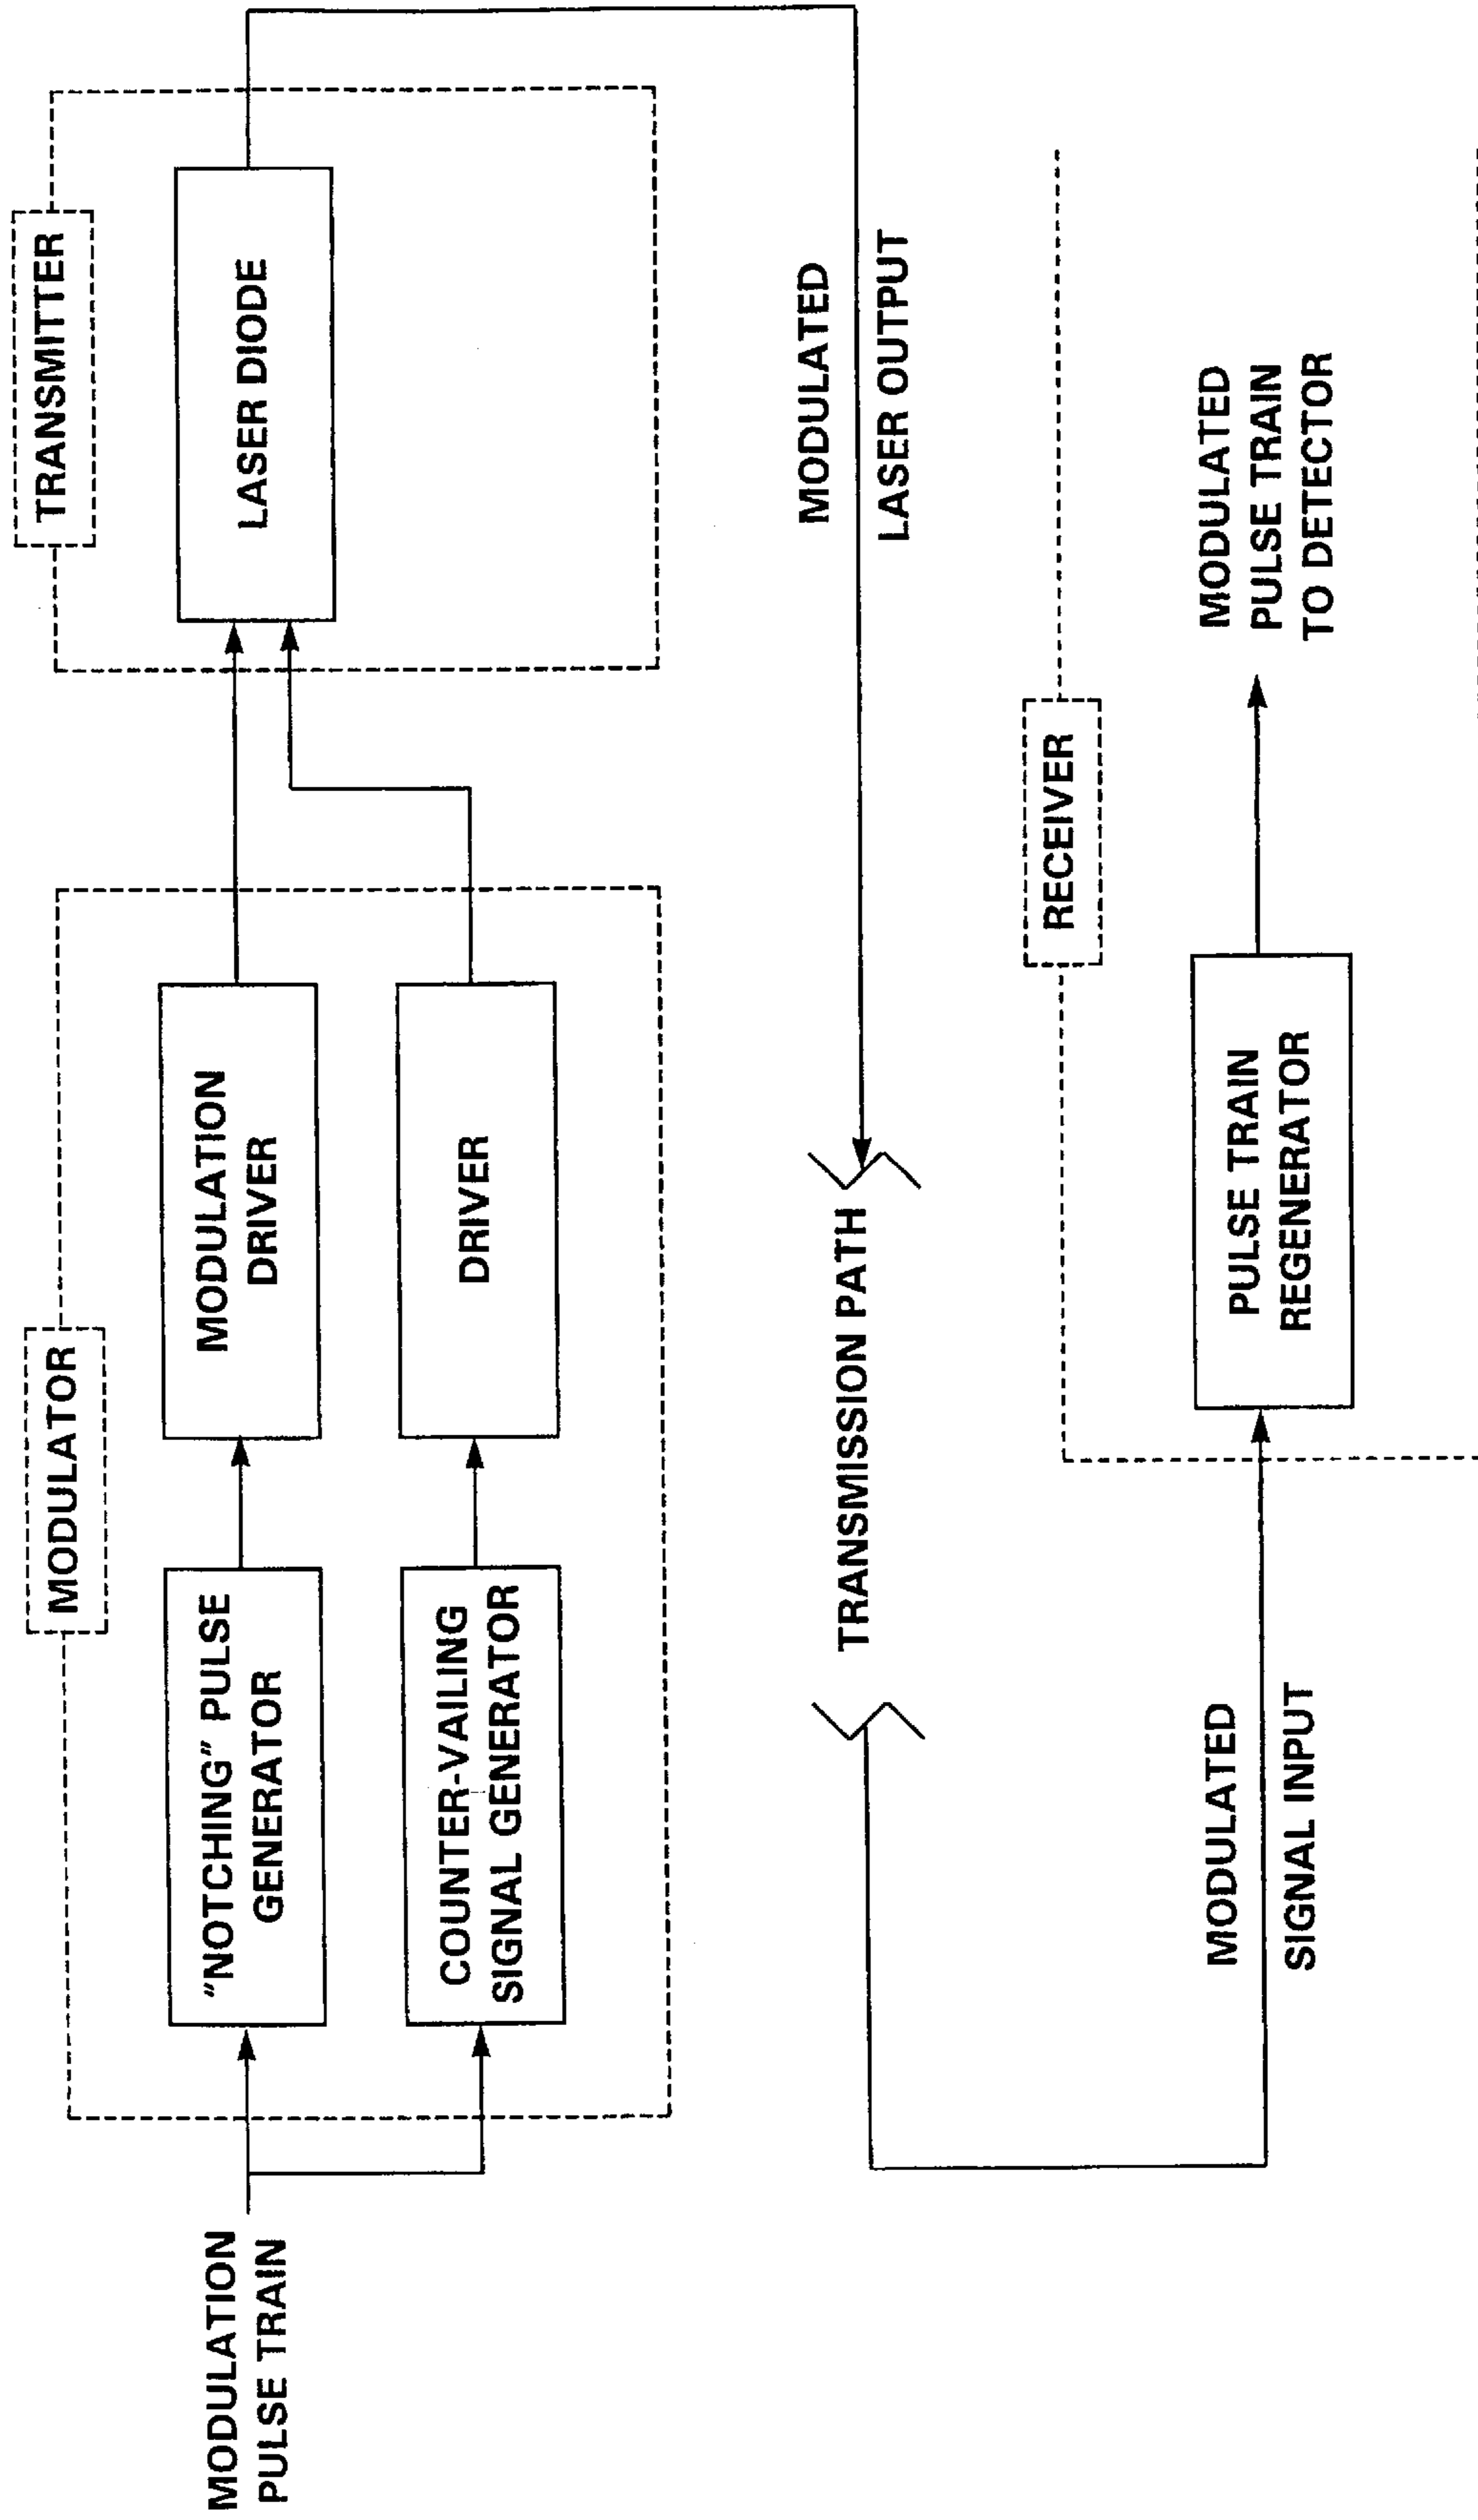 MODULATOR
TRANSMITTER
MODULATION
PULSE TRAIN
"NOTCHING" PULSE
GENERATOR
MODULATION
DRIVER
LASER DIODE
COUNTER-VAILING
SIGNAL GENERATOR
DRIVER
TRANSMISSION PATH
MODULATED
LASER OUTPUT
RECEIVER
MODULATED
SIGNAL INPUT
PULSE TRAIN
REGENERATOR
MODULATED
PULSE TRAIN
TO DETECTOR